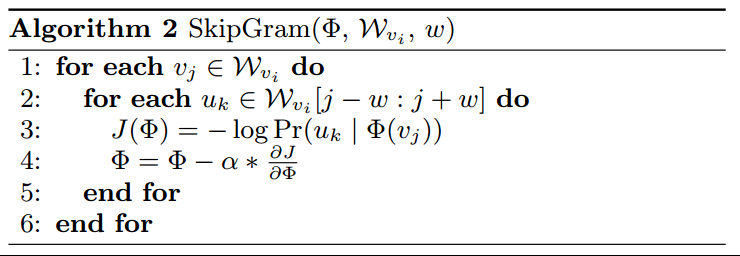 Algorithm 2 SkipGram(Φ, 𝒲_{v_i}, w)
1: for each v_j ∈ 𝒲_{v_i} do
2: for each u_k ∈ 𝒲_{v_i}[j − w : j + w] do
3: J(Φ) = − log Pr(u_k | Φ(v_j))
4: Φ = Φ − α ∗ ∂J/∂Φ
5: end for
6: end for